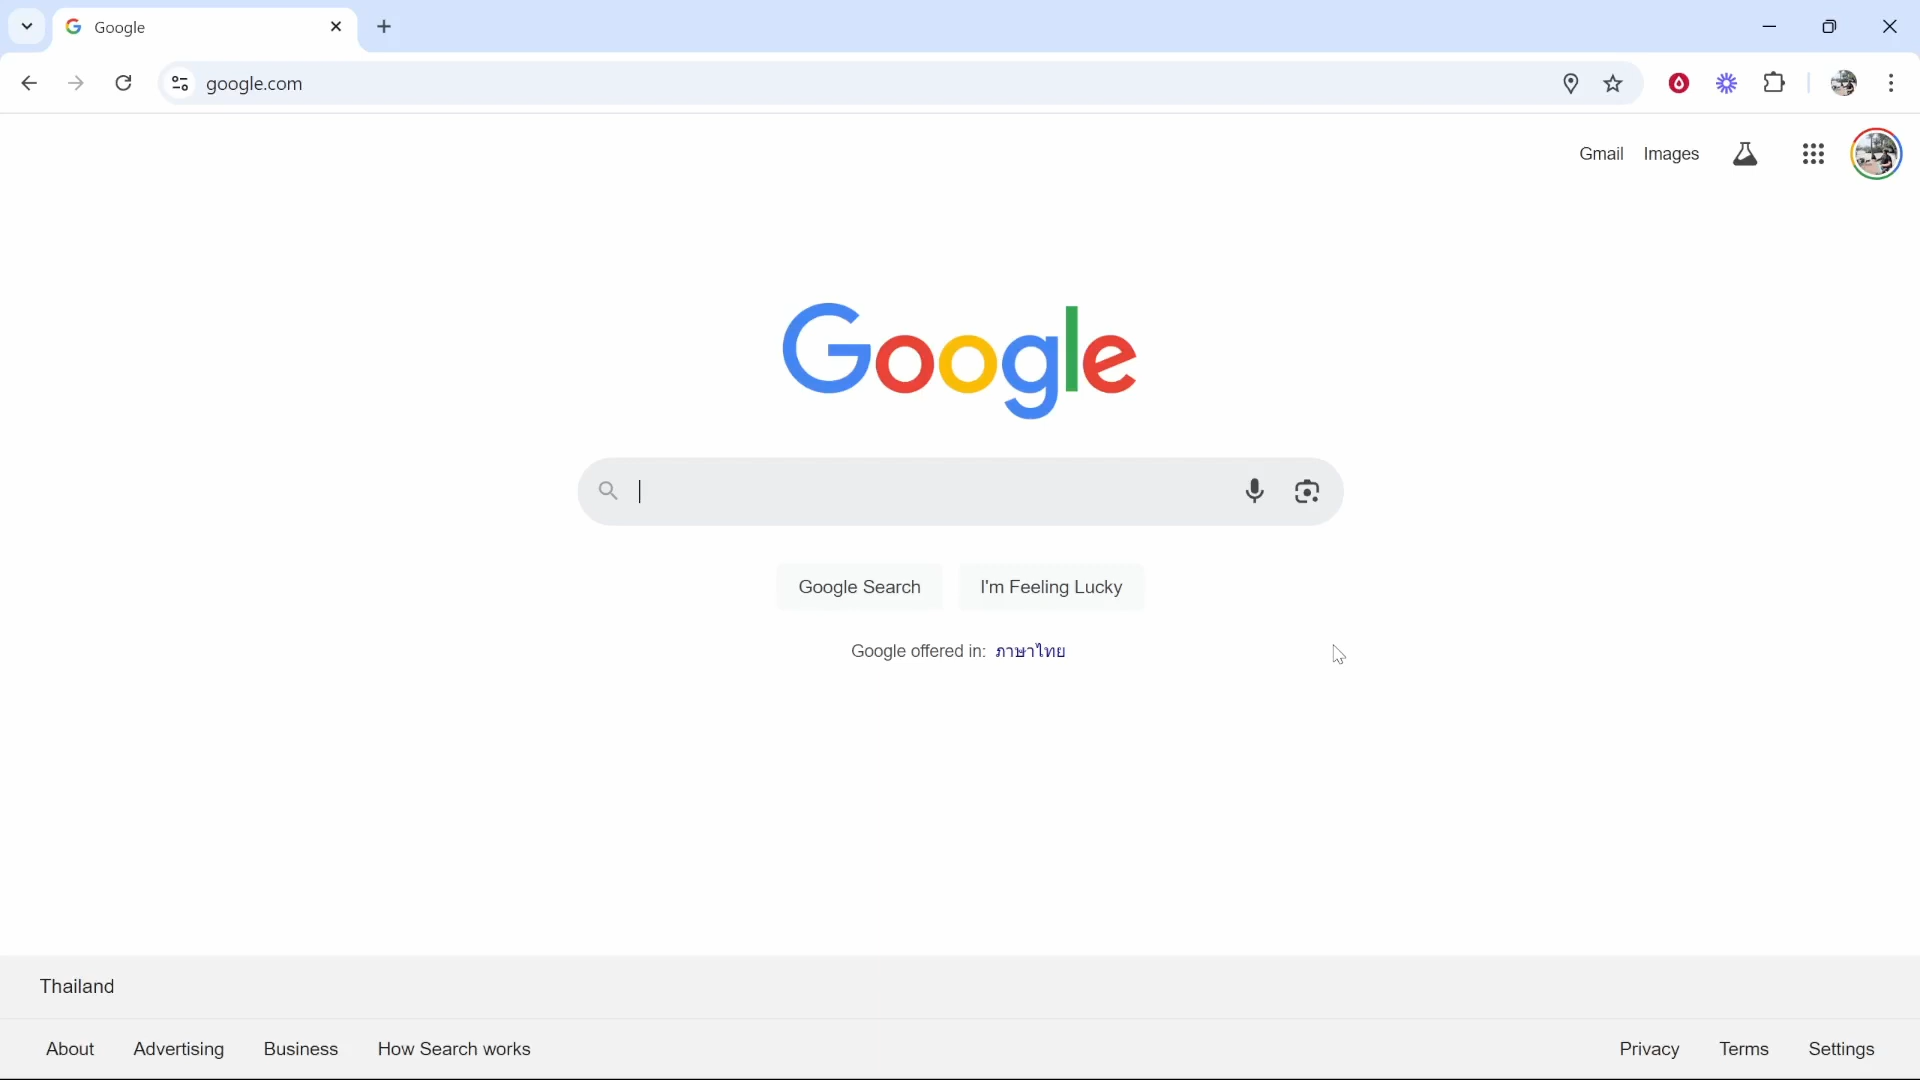 Google
google.com
Gmail Images
Google
Google Search I'm Feeling Lucky
Google offered in: ภาษาไทย
Thailand
About Advertising Business How Search works Privacy Terms Settings